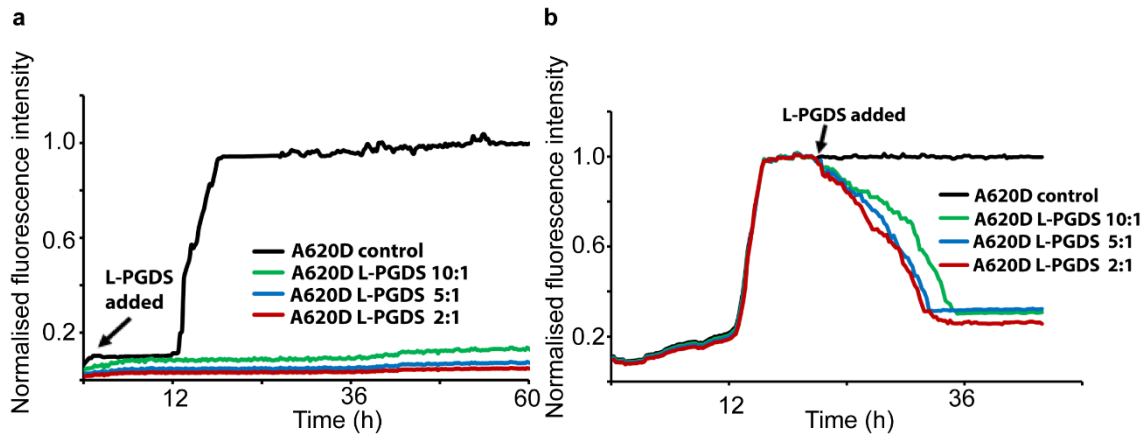 a
Normalised fluorescence intensity
1.0
0.6
0.2
L-PGDS
added
A620D control
A620D L-PGDS 10:1
A620D L-PGDS 5:1
A620D L-PGDS 2:1
12
36
60
Time (h)
b
Normalised fluorescence intensity
1.0
0.6
0.2
L-PGDS added
A620D control
A620D L-PGDS 10:1
A620D L-PGDS 5:1
A620D L-PGDS 2:1
12
36
Time (h)